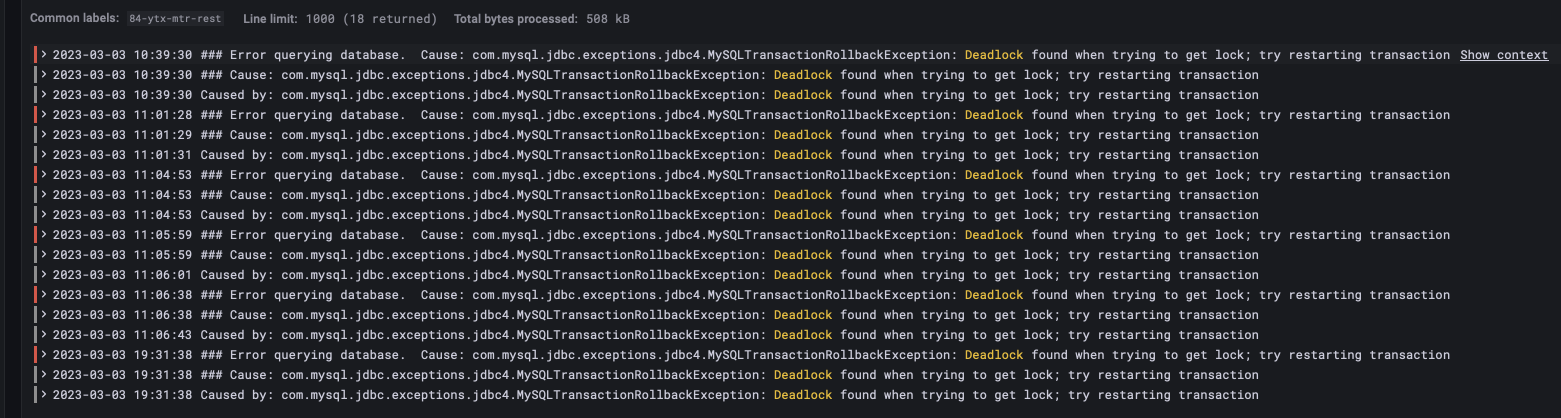 Common labels: 84-ytx-mtr-rest Line limit: 1000 (18 returned) Total bytes processed: 508 kB
> 2023-03-03 10:39:30 ### Error querying database.  Cause: com.mysql.jdbc.exceptions.jdbc4.MySQLTransactionRollbackException: Deadlock found when trying to get lock; try restarting transaction Show context
> 2023-03-03 10:39:30 ### Cause: com.mysql.jdbc.exceptions.jdbc4.MySQLTransactionRollbackException: Deadlock found when trying to get lock; try restarting transaction
> 2023-03-03 10:39:30 Caused by: com.mysql.jdbc.exceptions.jdbc4.MySQLTransactionRollbackException: Deadlock found when trying to get lock; try restarting transaction
> 2023-03-03 11:01:28 ### Error querying database.  Cause: com.mysql.jdbc.exceptions.jdbc4.MySQLTransactionRollbackException: Deadlock found when trying to get lock; try restarting transaction
> 2023-03-03 11:01:29 ### Cause: com.mysql.jdbc.exceptions.jdbc4.MySQLTransactionRollbackException: Deadlock found when trying to get lock; try restarting transaction
> 2023-03-03 11:01:31 Caused by: com.mysql.jdbc.exceptions.jdbc4.MySQLTransactionRollbackException: Deadlock found when trying to get lock; try restarting transaction
> 2023-03-03 11:04:53 ### Error querying database.  Cause: com.mysql.jdbc.exceptions.jdbc4.MySQLTransactionRollbackException: Deadlock found when trying to get lock; try restarting transaction
> 2023-03-03 11:04:53 ### Cause: com.mysql.jdbc.exceptions.jdbc4.MySQLTransactionRollbackException: Deadlock found when trying to get lock; try restarting transaction
> 2023-03-03 11:04:53 Caused by: com.mysql.jdbc.exceptions.jdbc4.MySQLTransactionRollbackException: Deadlock found when trying to get lock; try restarting transaction
> 2023-03-03 11:05:59 ### Error querying database.  Cause: com.mysql.jdbc.exceptions.jdbc4.MySQLTransactionRollbackException: Deadlock found when trying to get lock; try restarting transaction
> 2023-03-03 11:05:59 ### Cause: com.mysql.jdbc.exceptions.jdbc4.MySQLTransactionRollbackException: Deadlock found when trying to get lock; try restarting transaction
> 2023-03-03 11:06:01 Caused by: com.mysql.jdbc.exceptions.jdbc4.MySQLTransactionRollbackException: Deadlock found when trying to get lock; try restarting transaction
> 2023-03-03 11:06:38 ### Error querying database.  Cause: com.mysql.jdbc.exceptions.jdbc4.MySQLTransactionRollbackException: Deadlock found when trying to get lock; try restarting transaction
> 2023-03-03 11:06:38 ### Cause: com.mysql.jdbc.exceptions.jdbc4.MySQLTransactionRollbackException: Deadlock found when trying to get lock; try restarting transaction
> 2023-03-03 11:06:43 Caused by: com.mysql.jdbc.exceptions.jdbc4.MySQLTransactionRollbackException: Deadlock found when trying to get lock; try restarting transaction
> 2023-03-03 19:31:38 ### Error querying database.  Cause: com.mysql.jdbc.exceptions.jdbc4.MySQLTransactionRollbackException: Deadlock found when trying to get lock; try restarting transaction
> 2023-03-03 19:31:38 ### Cause: com.mysql.jdbc.exceptions.jdbc4.MySQLTransactionRollbackException: Deadlock found when trying to get lock; try restarting transaction
> 2023-03-03 19:31:38 Caused by: com.mysql.jdbc.exceptions.jdbc4.MySQLTransactionRollbackException: Deadlock found when trying to get lock; try restarting transaction